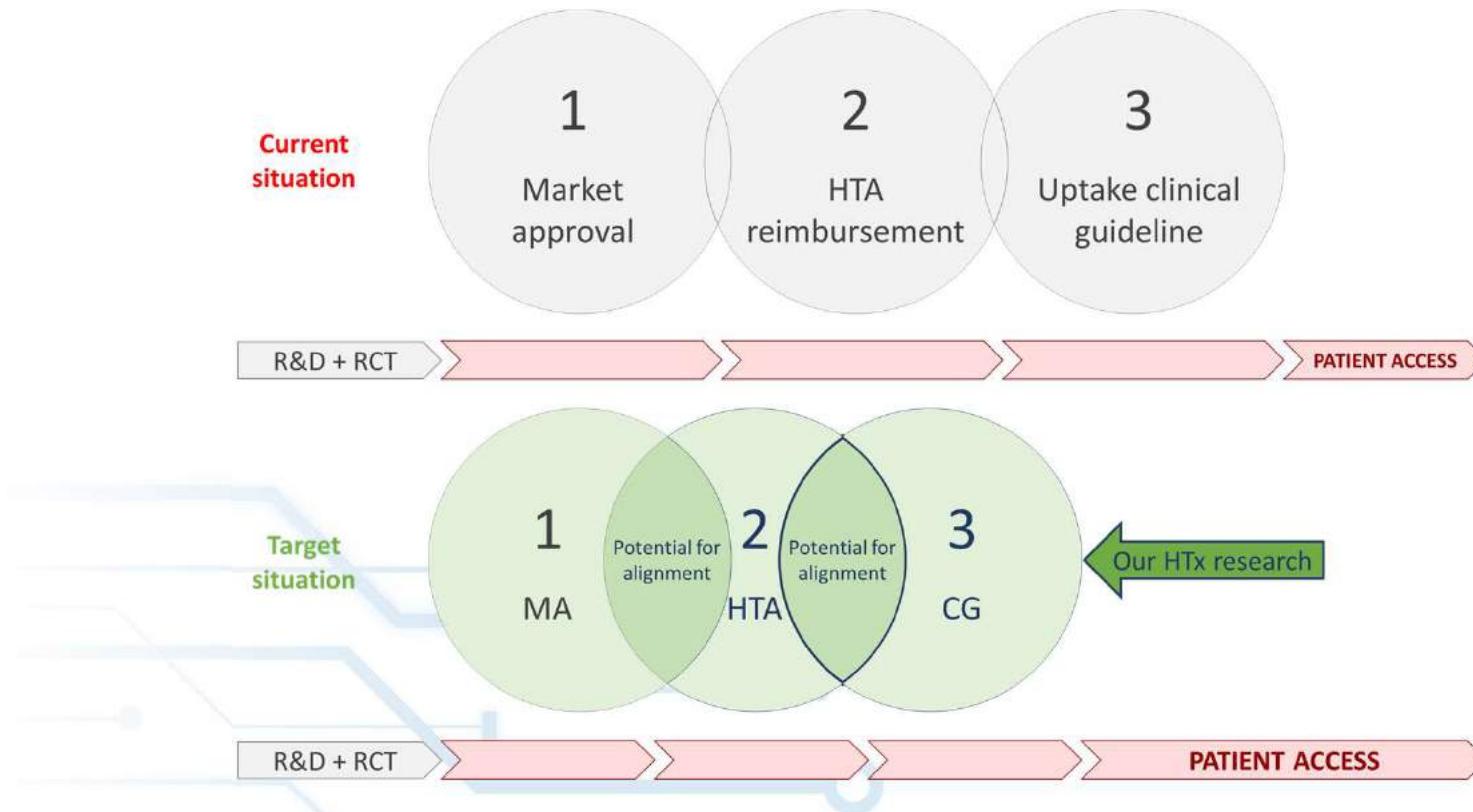 Current
situation
1
Market
approval
2
HTA
reimbursement
3
Uptake clinical
guideline
R&D + RCT
PATIENT ACCESS
Target
situation
1
MA
Potential for
alignment
2
HTA
Potential for
alignment
3
CG
Our HTx research
R&D + RCT
PATIENT ACCESS